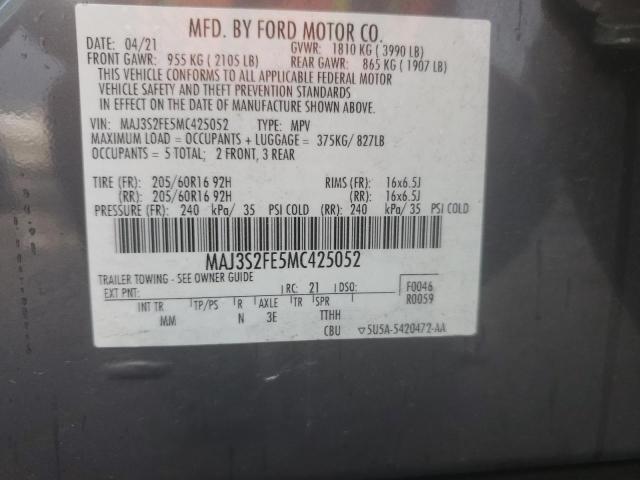 MFD. BY FORD MOTOR CO.
DATE: 04/21 GVWR: 1810 KG ( 3990 LB)
FRONT GAWR: 955 KG ( 2105 LB) REAR GAWR: 865 KG ( 1907 LB)
THIS VEHICLE CONFORMS TO ALL APPLICABLE FEDERAL MOTOR
VEHICLE SAFETY AND THEFT PREVENTION STANDARDS
IN EFFECT ON THE DATE OF MANUFACTURE SHOWN ABOVE.
VIN: MAJ3S2FE5MC425052 TYPE: MPV
MAXIMUM LOAD = OCCUPANTS + LUGGAGE = 375KG/ 827LB
OCCUPANTS = 5 TOTAL; 2 FRONT, 3 REAR
TIRE (FR): 205/60R16 92H RIMS (FR): 16x6.5J
(RR): 205/60R16 92H (RR): 16x6.5J
PRESSURE (FR): 240 kPa/ 35 PSI COLD (RR): 240 kPa/ 35 PSI COLD
MAJ3S2FE5MC425052
TRAILER TOWING - SEE OWNER GUIDE
EXT PNT: RC: 21 DSO: F0046
INT TR TP/PS R AXLE TR SPR R0059
MM N 3E TTHH
CBU 5U5A-5420472-AA